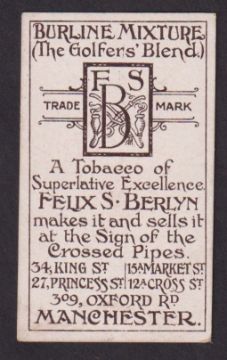 BURLINE MIXTURE
(The Golfers' Blend.)
F S
B
TRADE MARK
A Tobacco of
Superlative Excellence.
FELIX S. BERLYN
makes it and sells it
at the Sign of the
Crossed Pipes.
34, KING ST 15A MARKET ST
27, PRINCESS ST 12A CROSS ST
309, OXFORD RD
MANCHESTER.